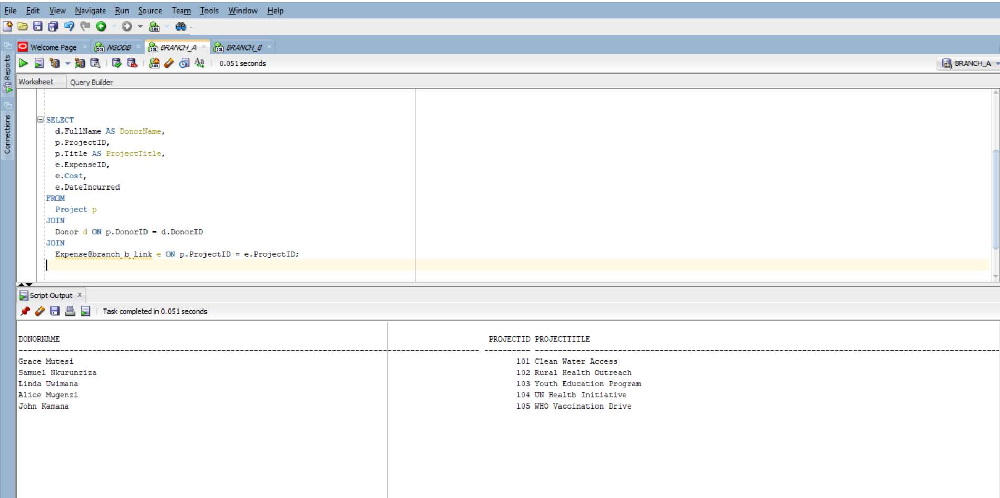 File Edit View Navigate Run Source Team Tools Window Help
Welcome Page NGODB BRANCH_A BRANCH_B
0.051 seconds
BRANCH_A
Reports
Connections
Worksheet Query Builder
SELECT
d.FullName AS DonorName,
p.ProjectID,
p.Title AS ProjectTitle,
e.ExpenseID,
e.Cost,
e.DateIncurred
FROM
Project p
JOIN
Donor d ON p.DonorID = d.DonorID
JOIN
Expense@branch_b_link e ON p.ProjectID = e.ProjectID;
Script Output x
Task completed in 0.051 seconds
DONORNAME PROJECTID PROJECTTITLE
Grace Mutesi 101 Clean Water Access
Samuel Nkurunziza 102 Rural Health Outreach
Linda Uwimana 103 Youth Education Program
Alice Mugenzi 104 UN Health Initiative
John Kamana 105 WHO Vaccination Drive